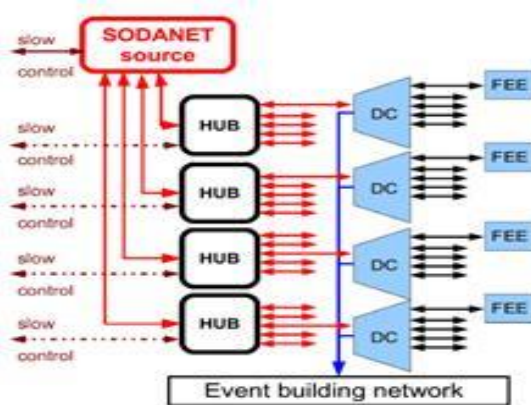 SODANET
source
slow
control
FEE
HUB
DC
slow
control
FEE
HUB
DC
slow
control
FEE
HUB
DC
slow
control
FEE
HUB
DC
slow
control
Event building network